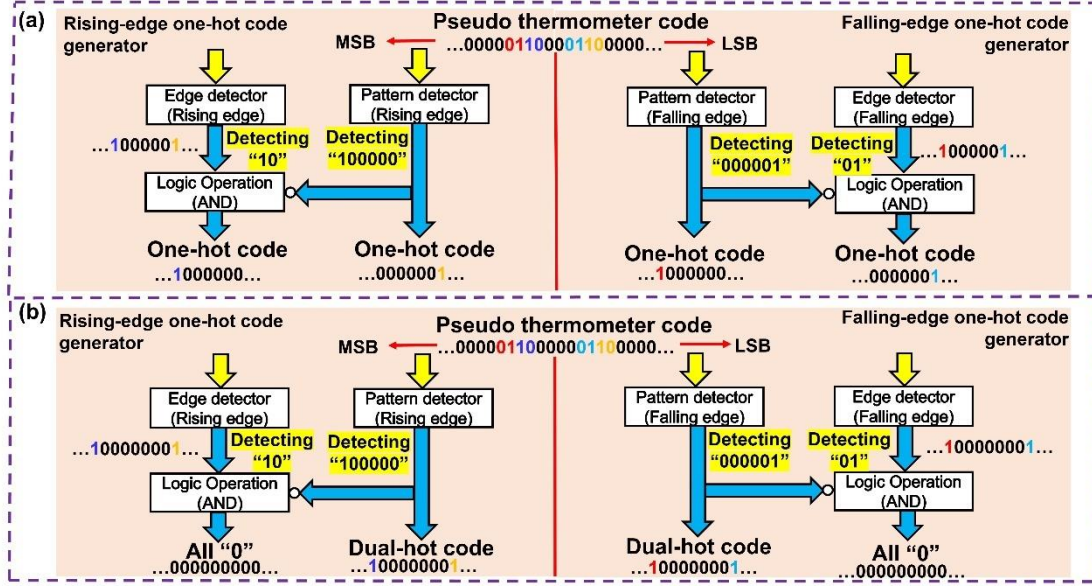 (a)
Rising-edge one-hot code
generator
Pseudo thermometer code
MSB
...0000011000011 0000...
LSB
Falling-edge one-hot code
generator
Edge detector
(Rising edge)
Pattern detector
(Rising edge)
Pattern detector
(Falling edge)
Edge detector
(Falling edge)
...1000001...
Detecting
"10"
Detecting
"100000"
Detecting
"000001"
Detecting
"01"
...1000001...
Logic Operation
(AND)
Logic Operation
(AND)
One-hot code
...1000000...
One-hot code
...0000001...
One-hot code
...1000000...
One-hot code
...0000001...
(b)
Rising-edge one-hot code
generator
Pseudo thermometer code
MSB
...0000011000000110000...
LSB
Falling-edge one-hot code
generator
Edge detector
(Rising edge)
Pattern detector
(Rising edge)
Pattern detector
(Falling edge)
Edge detector
(Falling edge)
...100000001...
Detecting
"10"
Detecting
"100000"
Detecting
"000001"
Detecting
"01"
...100000001...
Logic Operation
(AND)
Logic Operation
(AND)
All "0"
...000000000...
Dual-hot code
...100000001...
Dual-hot code
...100000001...
All "0"
...000000000...